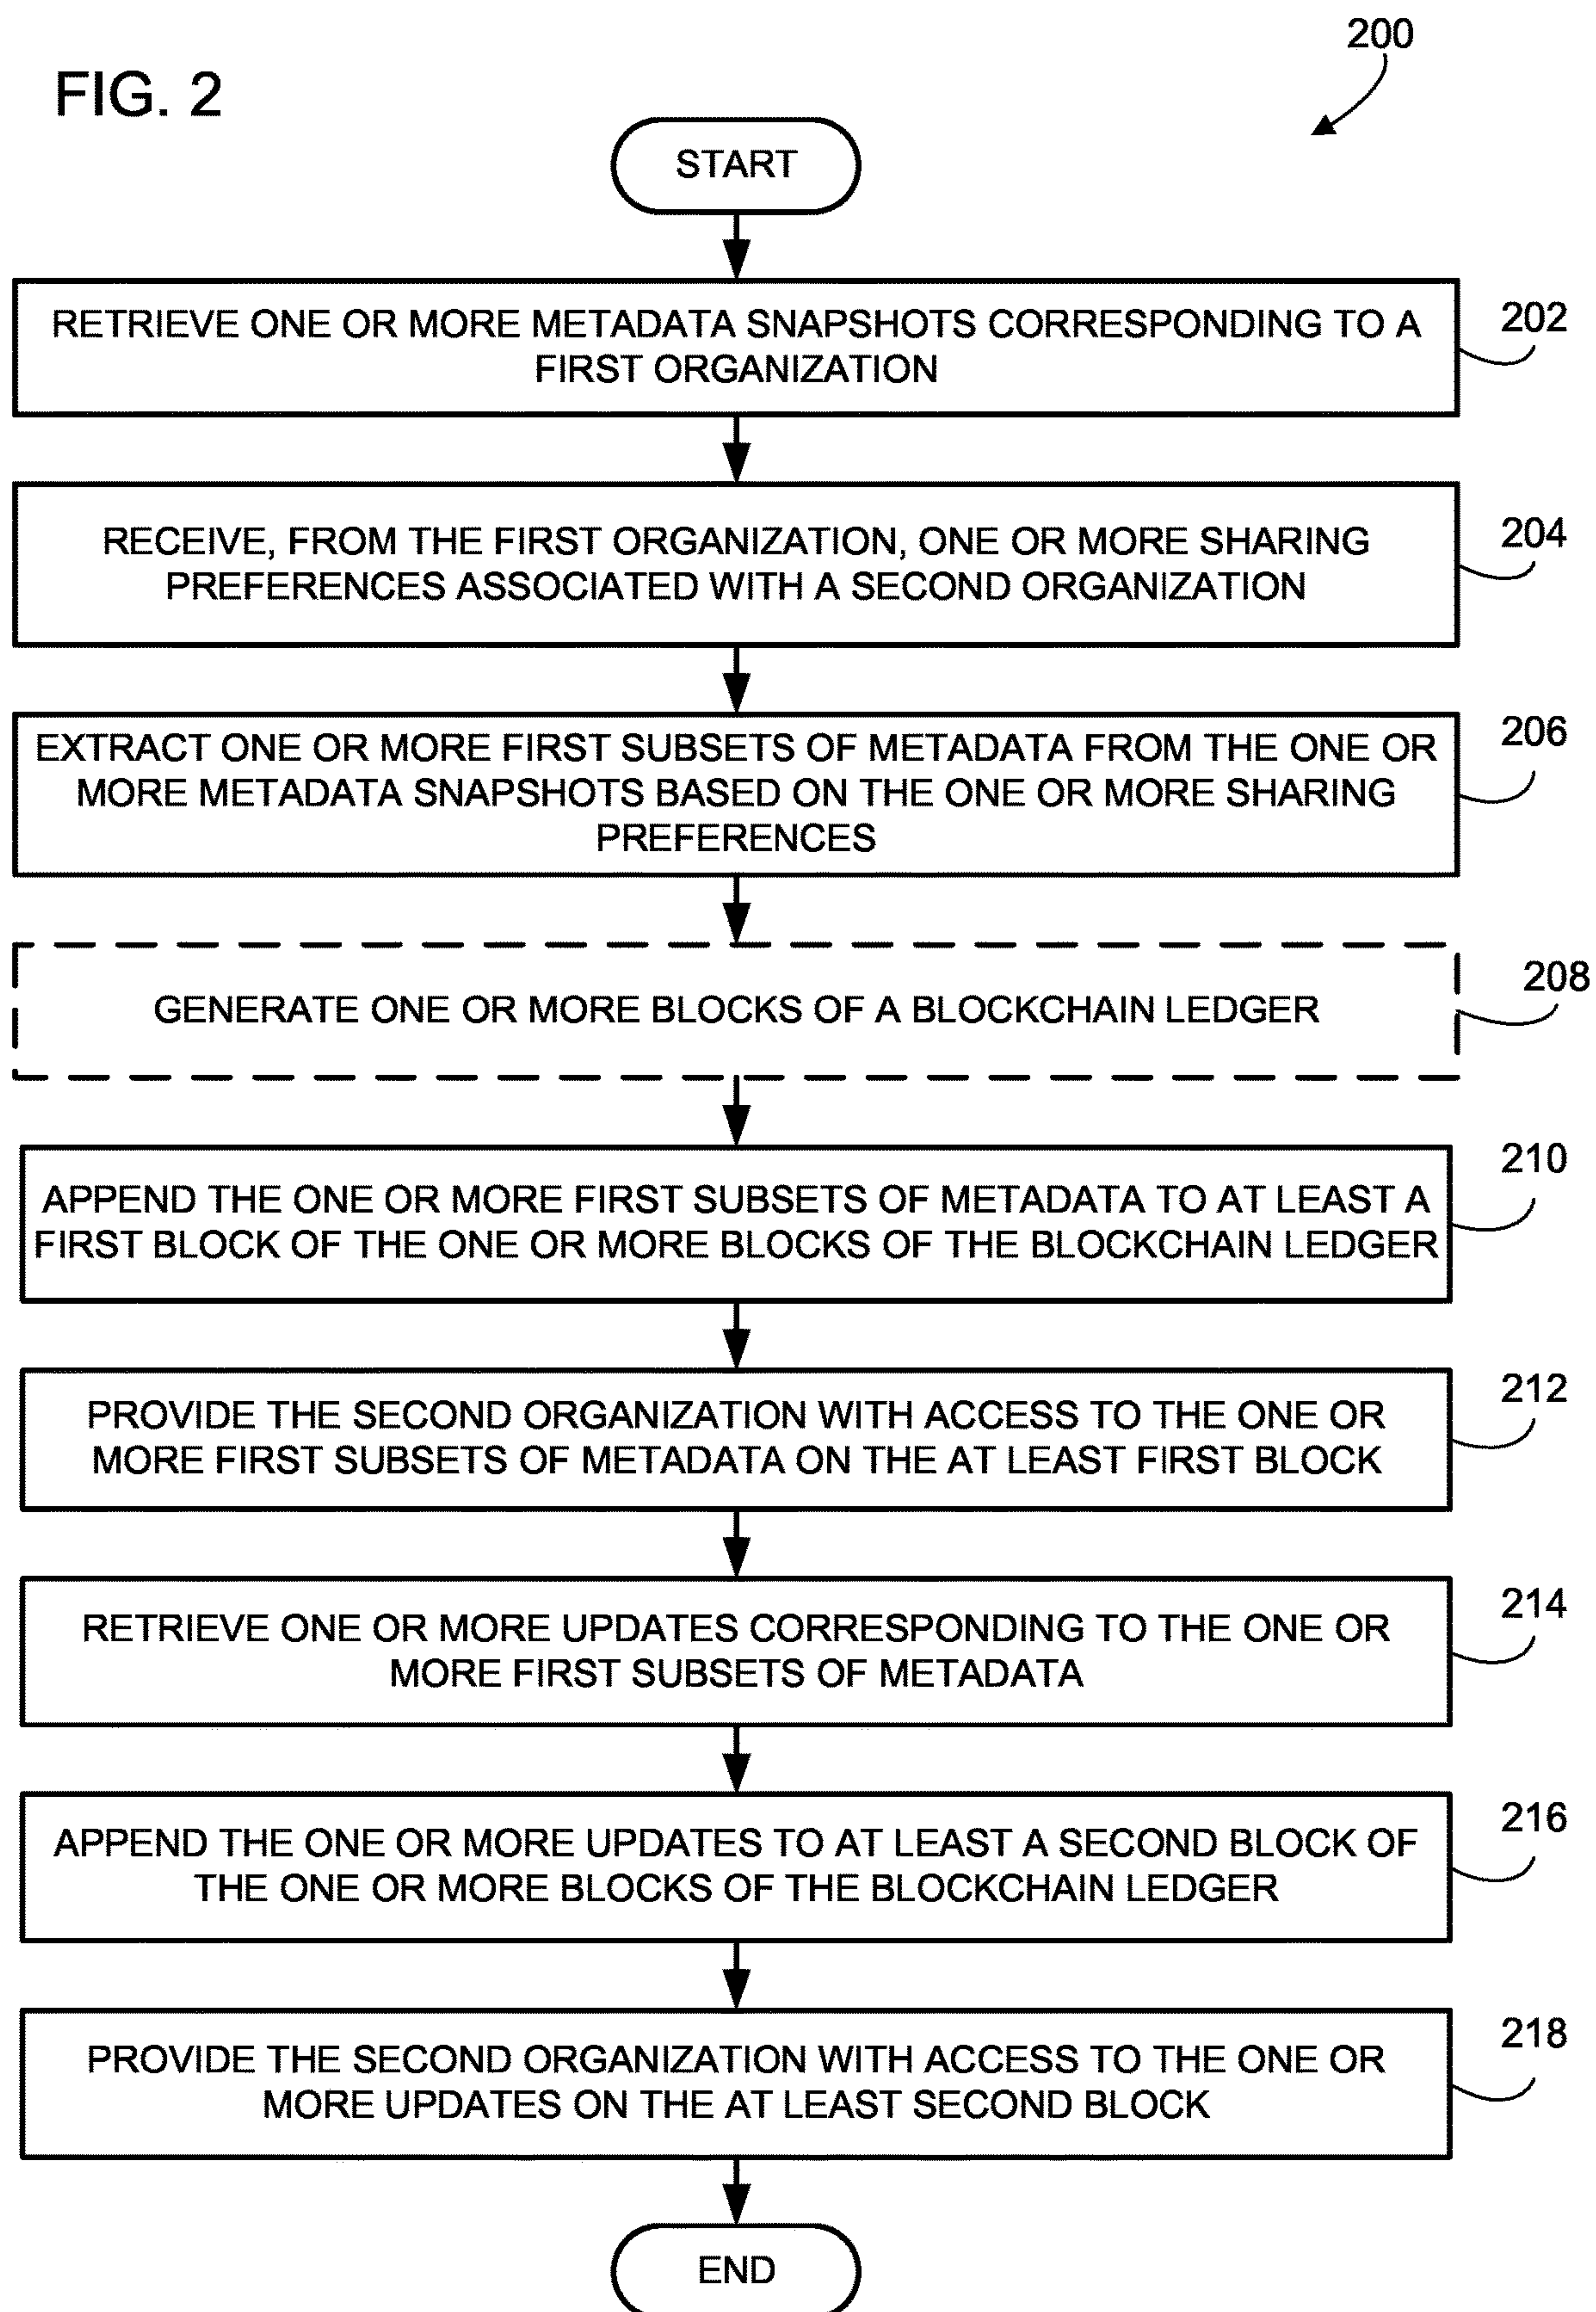 FIG. 2
200
START
RETRIEVE ONE OR MORE METADATA SNAPSHOTS CORRESPONDING TO A
FIRST ORGANIZATION
202
RECEIVE, FROM THE FIRST ORGANIZATION, ONE OR MORE SHARING
PREFERENCES ASSOCIATED WITH A SECOND ORGANIZATION
204
EXTRACT ONE OR MORE FIRST SUBSETS OF METADATA FROM THE ONE OR
MORE METADATA SNAPSHOTS BASED ON THE ONE OR MORE SHARING
PREFERENCES
206
GENERATE ONE OR MORE BLOCKS OF A BLOCKCHAIN LEDGER
208
APPEND THE ONE OR MORE FIRST SUBSETS OF METADATA TO AT LEAST A
FIRST BLOCK OF THE ONE OR MORE BLOCKS OF THE BLOCKCHAIN LEDGER
210
PROVIDE THE SECOND ORGANIZATION WITH ACCESS TO THE ONE OR
MORE FIRST SUBSETS OF METADATA ON THE AT LEAST FIRST BLOCK
212
RETRIEVE ONE OR MORE UPDATES CORRESPONDING TO THE ONE OR
MORE FIRST SUBSETS OF METADATA
214
APPEND THE ONE OR MORE UPDATES TO AT LEAST A SECOND BLOCK OF
THE ONE OR MORE BLOCKS OF THE BLOCKCHAIN LEDGER
216
PROVIDE THE SECOND ORGANIZATION WITH ACCESS TO THE ONE OR
MORE UPDATES ON THE AT LEAST SECOND BLOCK
218
END